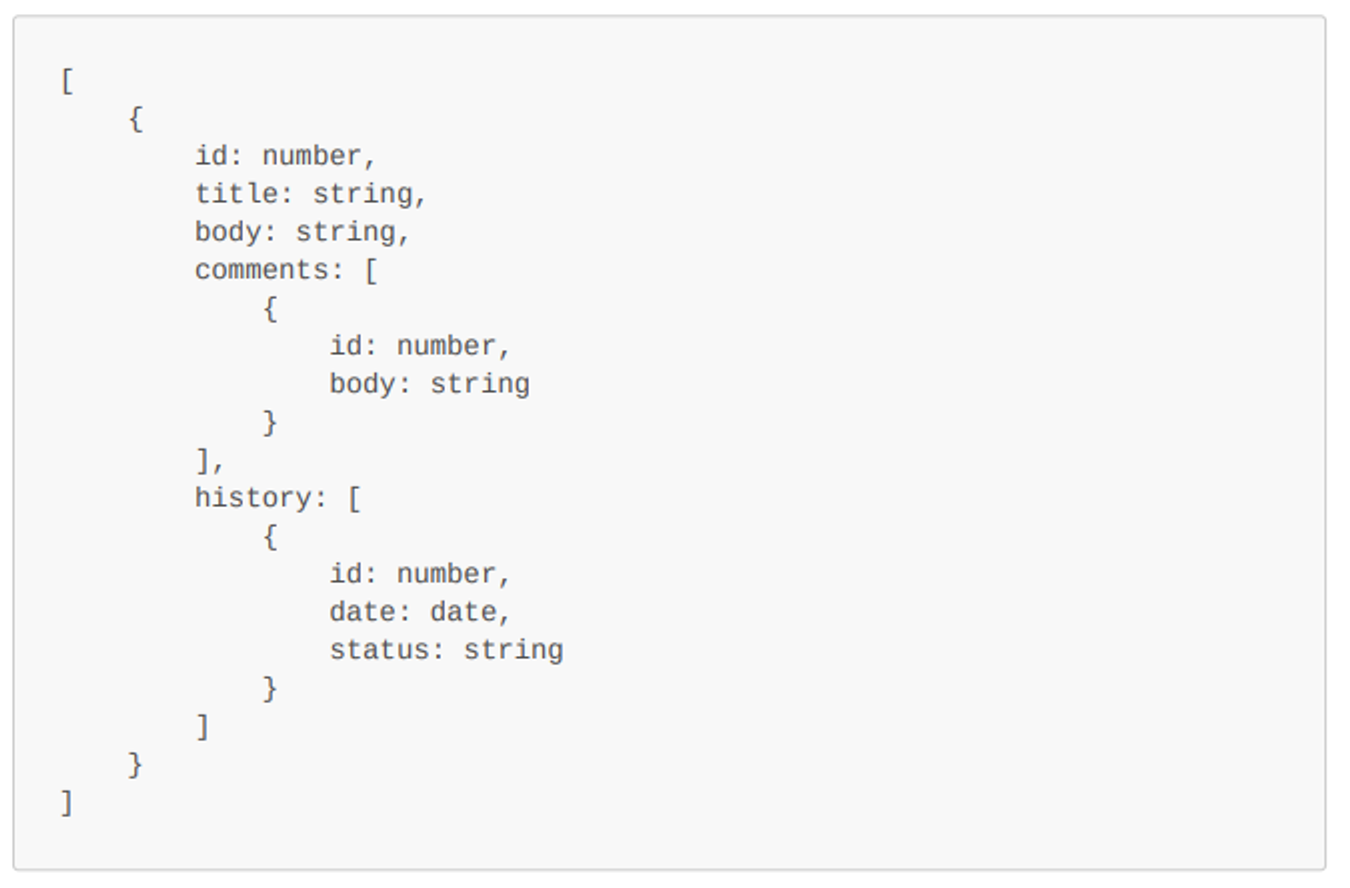 [
    {
        id: number,
        title: string,
        body: string,
        comments: [
            {
                id: number,
                body: string
            }
        ],
        history: [
            {
                id: number,
                date: date,
                status: string
            }
        ]
    }
]